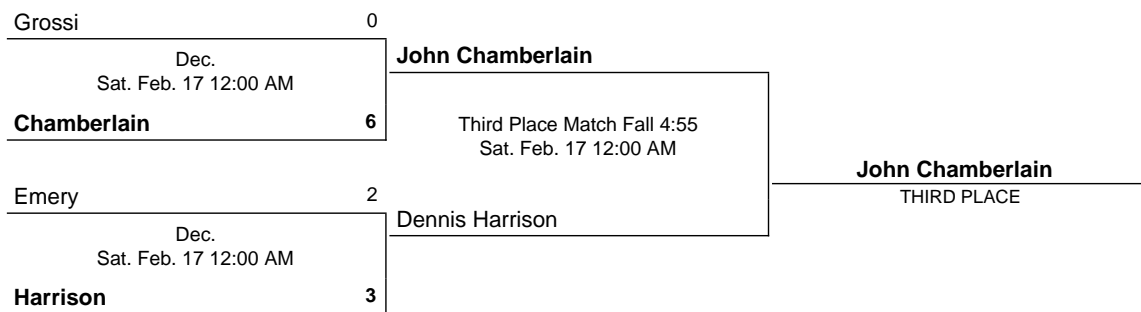 Grossi 0
Dec.
Sat. Feb. 17 12:00 AM
Chamberlain 6
John Chamberlain
Third Place Match Fall 4:55
Sat. Feb. 17 12:00 AM
John Chamberlain
THIRD PLACE
Emery 2
Dec.
Sat. Feb. 17 12:00 AM
Harrison 3
Dennis Harrison